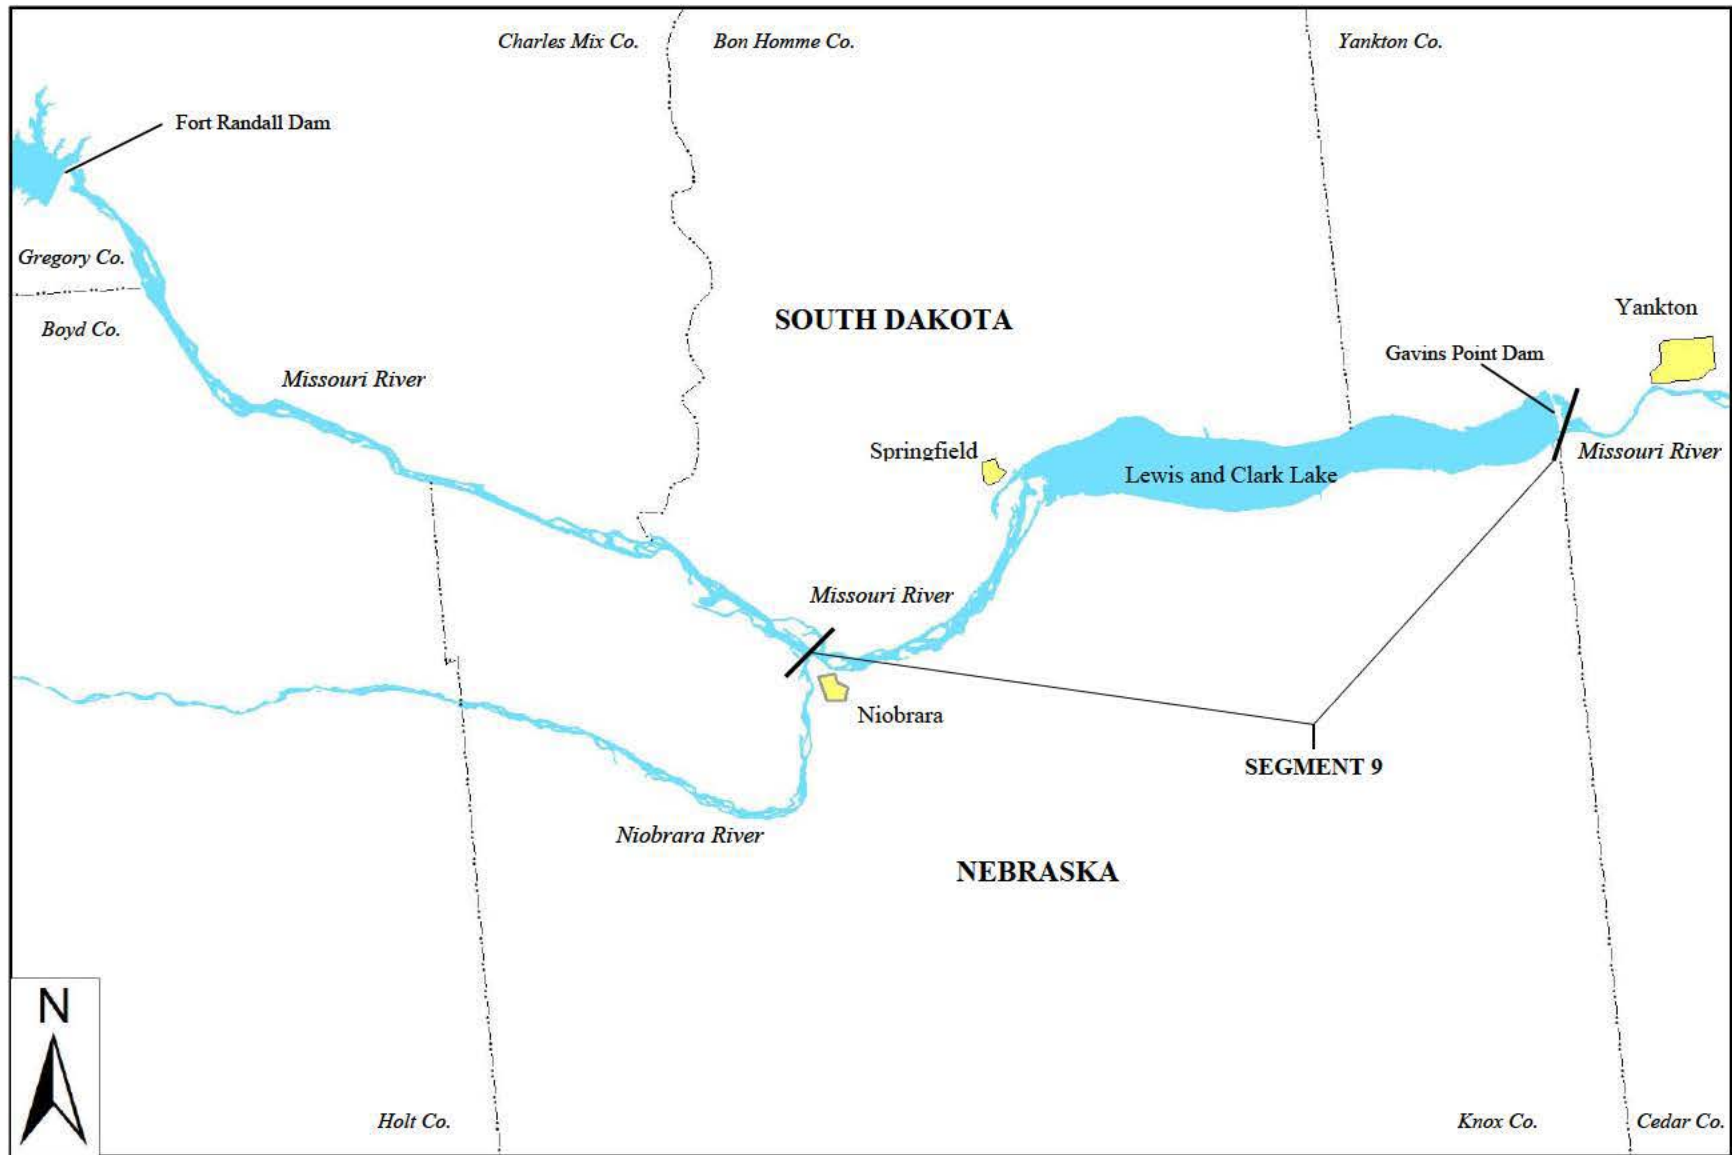 Charles Mix Co.
Bon Homme Co.
Yankton Co.
Fort Randall Dam
Gregory Co.
Boyd Co.
SOUTH DAKOTA
Yankton
Gavins Point Dam
Missouri River
Springfield
Missouri River
Lewis and Clark Lake
Missouri River
Niobrara
SEGMENT 9
Niobrara River
NEBRASKA
N
Holt Co.
Knox Co.
Cedar Co.